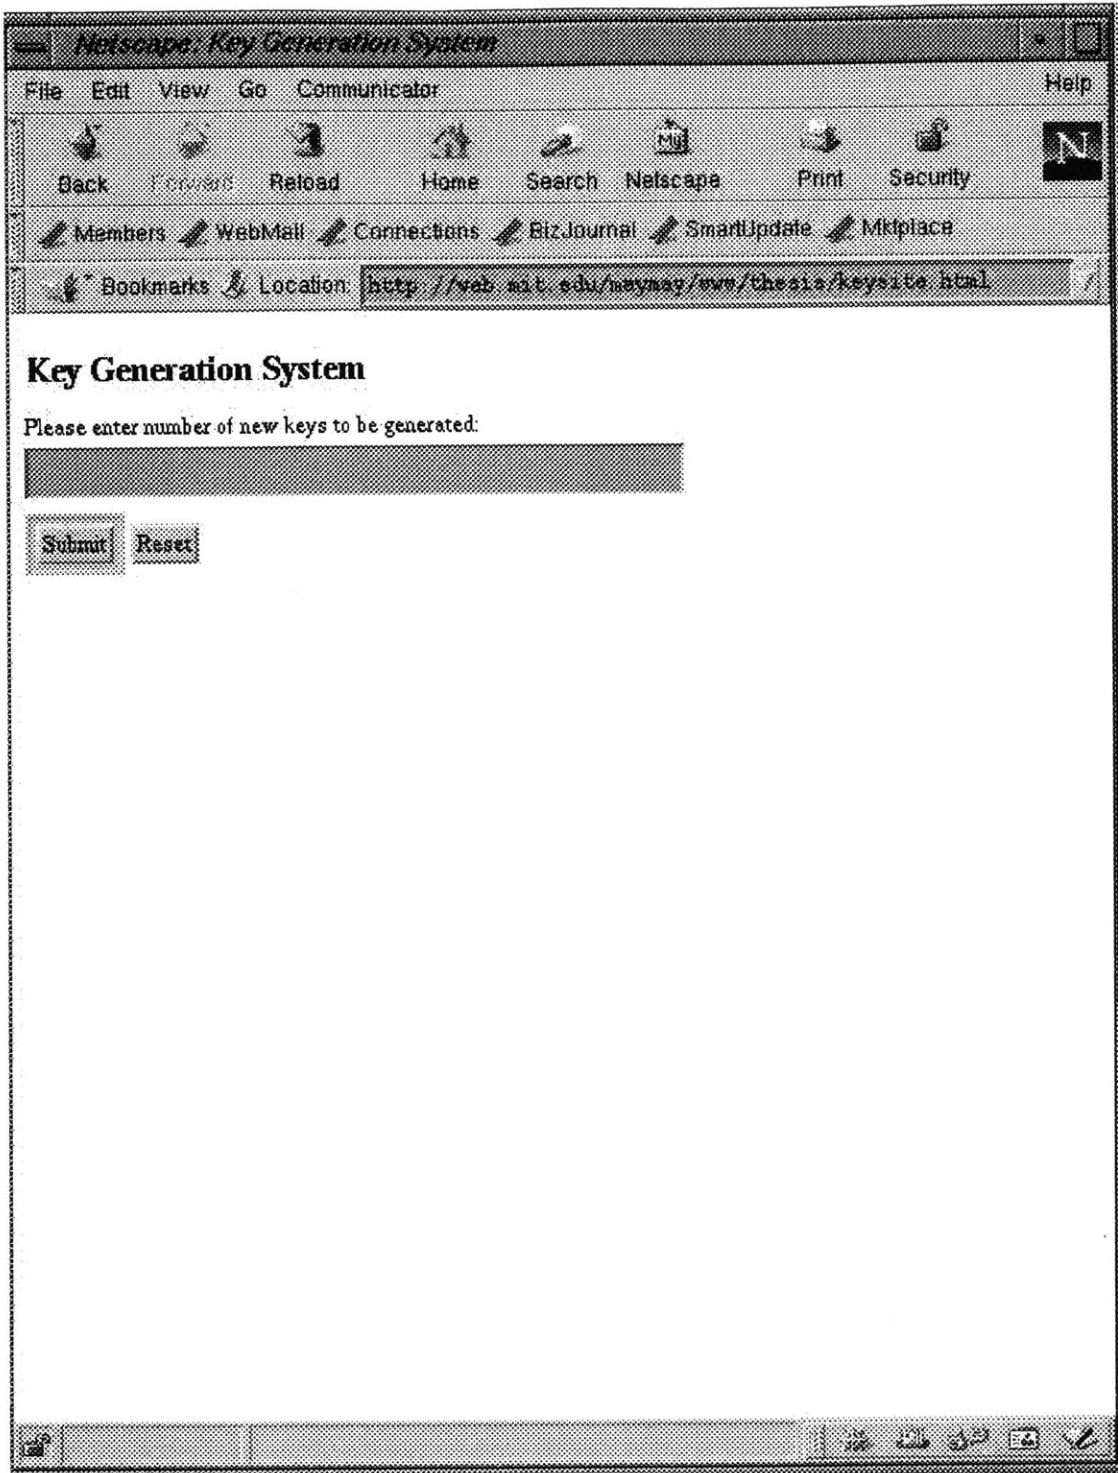 Netscape: Key Generation System
File Edit View Go Communicator Help
My N
Back Forward Reload Home Search Netscape Print Security
Members WebMail Connections BizJournal SmartUpdate Mktplace
Bookmarks Location: http://web.mit.edu/maymay/www/thesis/keysite.html
Key Generation System
Please enter number of new keys to be generated:
Submit Reset